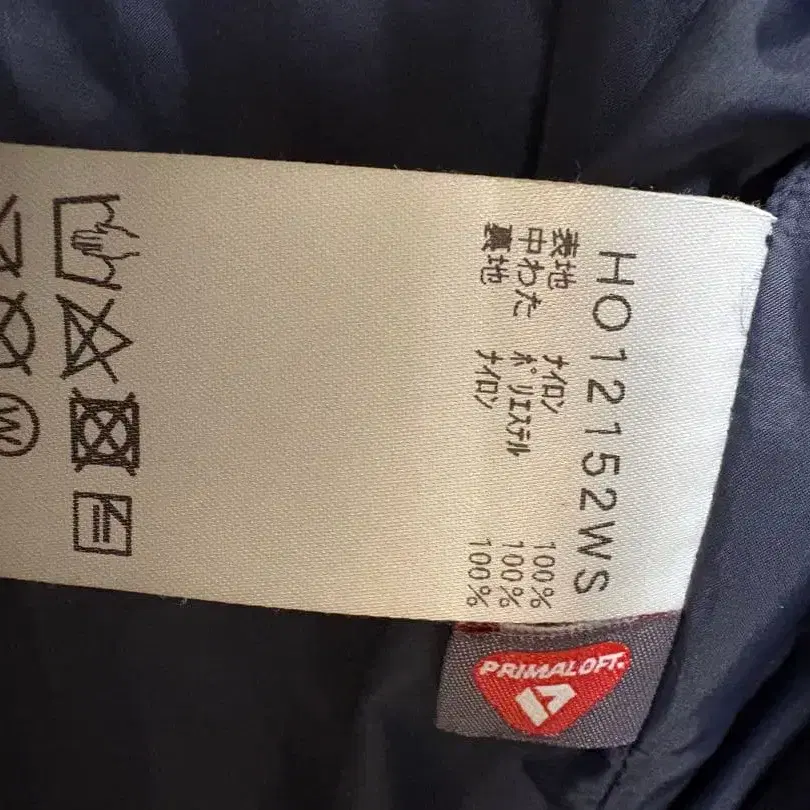 HO12152WS
表地 ナイロン 100%
中わた ポリエステル 100%
裏地 ナイロン 100%
PRIMALOFT
W